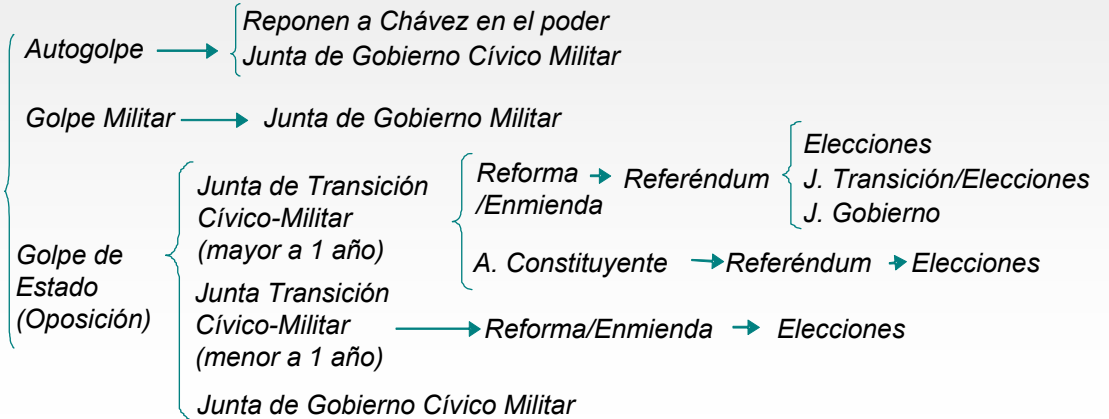 Autogolpe
Reponen a Chávez en el poder
Junta de Gobierno Cívico Militar
Golpe Militar
Junta de Gobierno Militar
Golpe de
Estado
(Oposición)
Junta de Transición
Cívico-Militar
(mayor a 1 año)
Reforma
/Enmienda
Referéndum
Elecciones
J. Transición/Elecciones
J. Gobierno
A. Constituyente
Referéndum
Elecciones
Junta Transición
Cívico-Militar
(menor a 1 año)
Reforma/Enmienda
Elecciones
Junta de Gobierno Cívico Militar